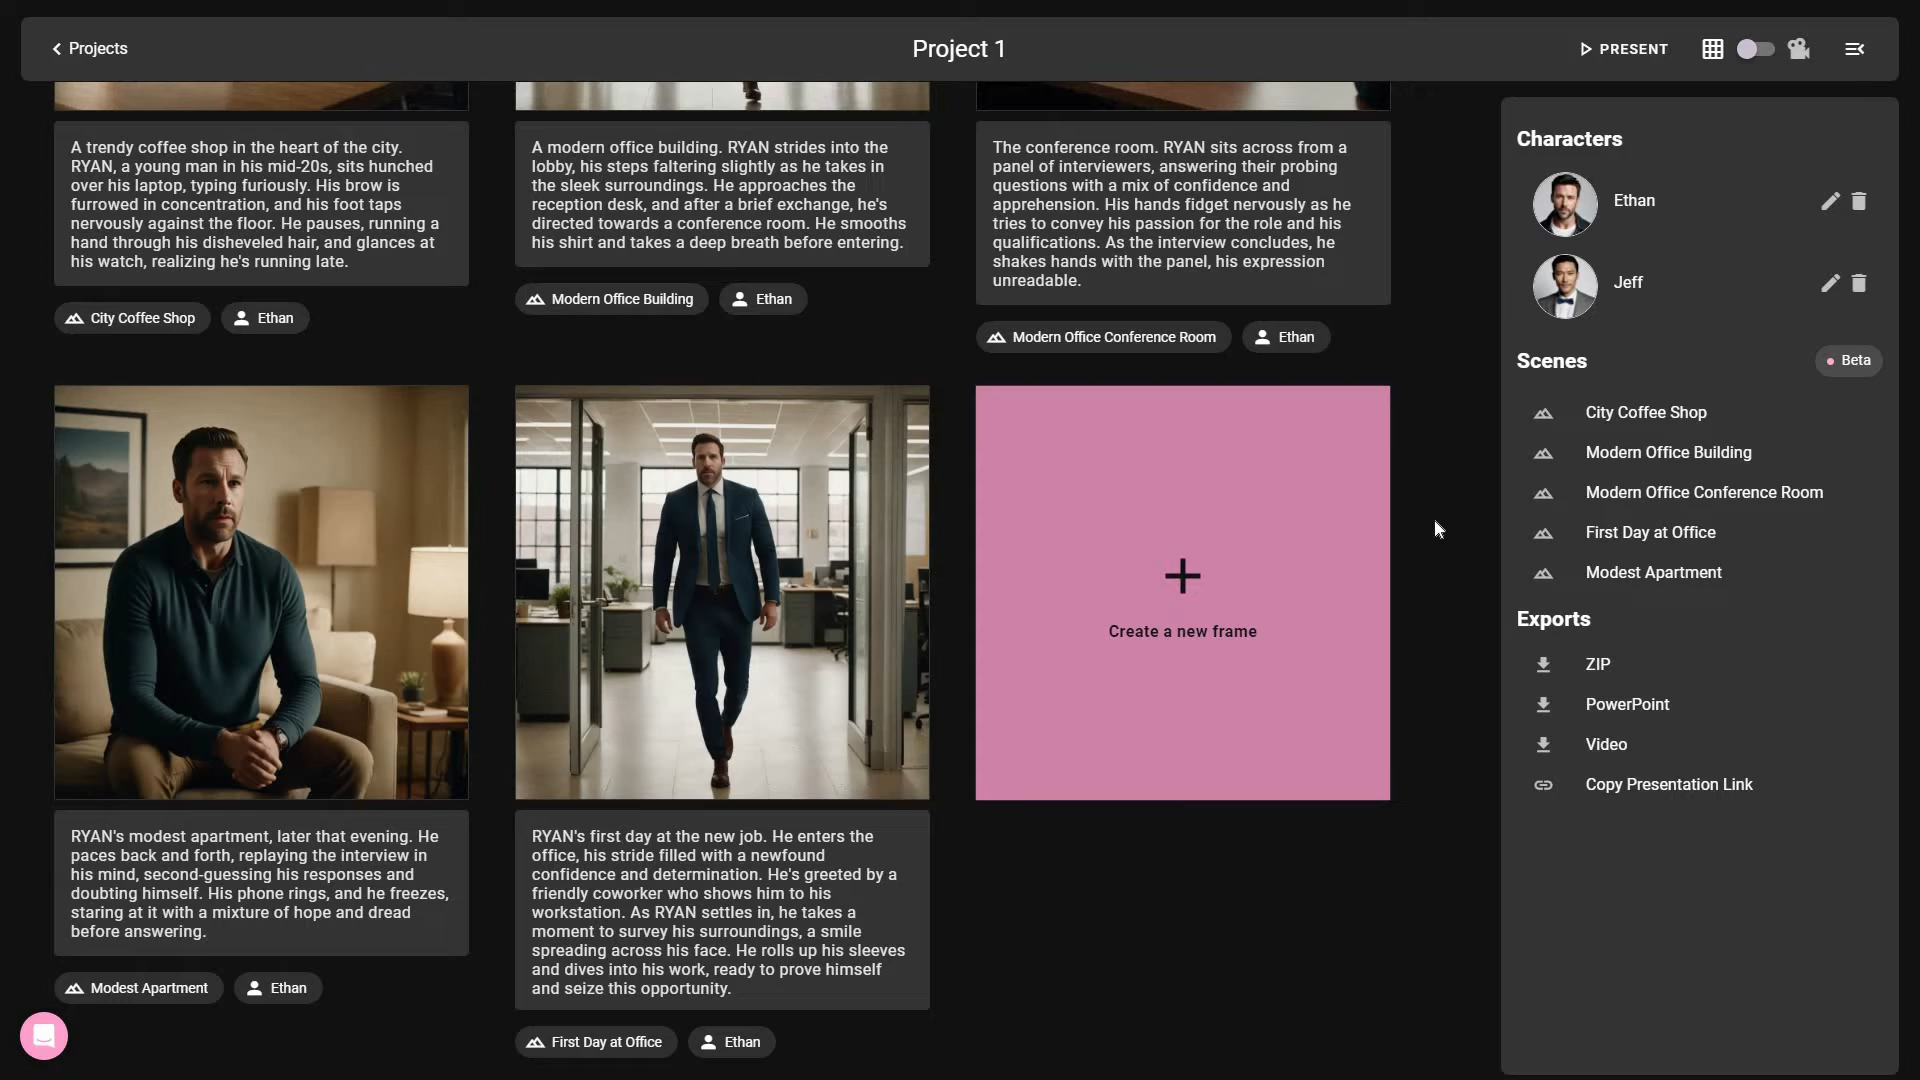 Projects
Project 1
PRESENT
A trendy coffee shop in the heart of the city.
RYAN, a young man in his mid-20s, sits hunched
over his laptop, typing furiously. His brow is
furrowed in concentration, and his foot taps
nervously against the floor. He pauses, running a
hand through his disheveled hair, and glances at
his watch, realizing he's running late.
City Coffee Shop
Ethan
A modern office building. RYAN strides into the
lobby, his steps faltering slightly as he takes in
the sleek surroundings. He approaches the
reception desk, and after a brief exchange, he's
directed towards a conference room. He smooths
his shirt and takes a deep breath before entering.
Modern Office Building
Ethan
The conference room. RYAN sits across from a
panel of interviewers, answering their probing
questions with a mix of confidence and
apprehension. His hands fidget nervously as he
tries to convey his passion for the role and his
qualifications. As the interview concludes, he
shakes hands with the panel, his expression
unreadable.
Modern Office Conference Room
Ethan
RYAN's modest apartment, later that evening. He
paces back and forth, replaying the interview in
his mind, second-guessing his responses and
doubting himself. His phone rings, and he freezes,
staring at it with a mixture of hope and dread
before answering.
Modest Apartment
Ethan
RYAN's first day at the new job. He enters the
office, his stride filled with a newfound
confidence and determination. He's greeted by a
friendly coworker who shows him to his
workstation. As RYAN settles in, he takes a
moment to survey his surroundings, a smile
spreading across his face. He rolls up his sleeves
and dives into his work, ready to prove himself
and seize this opportunity.
First Day at Office
Ethan
Create a new frame
Characters
Ethan
Jeff
Scenes
Beta
City Coffee Shop
Modern Office Building
Modern Office Conference Room
First Day at Office
Modest Apartment
Exports
ZIP
PowerPoint
Video
Copy Presentation Link